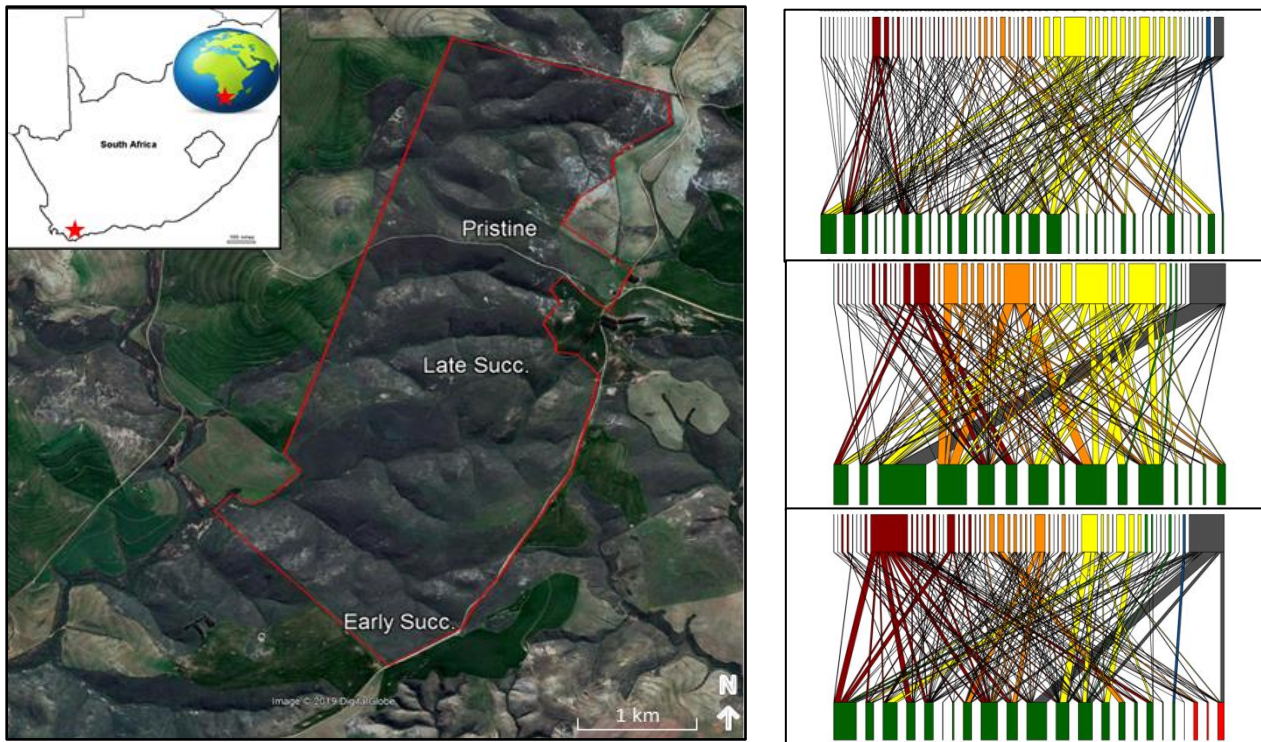 South Africa
Pristine
Late Succ.
Early Succ.
Image © 2019 DigitalGlobe
N
1 km